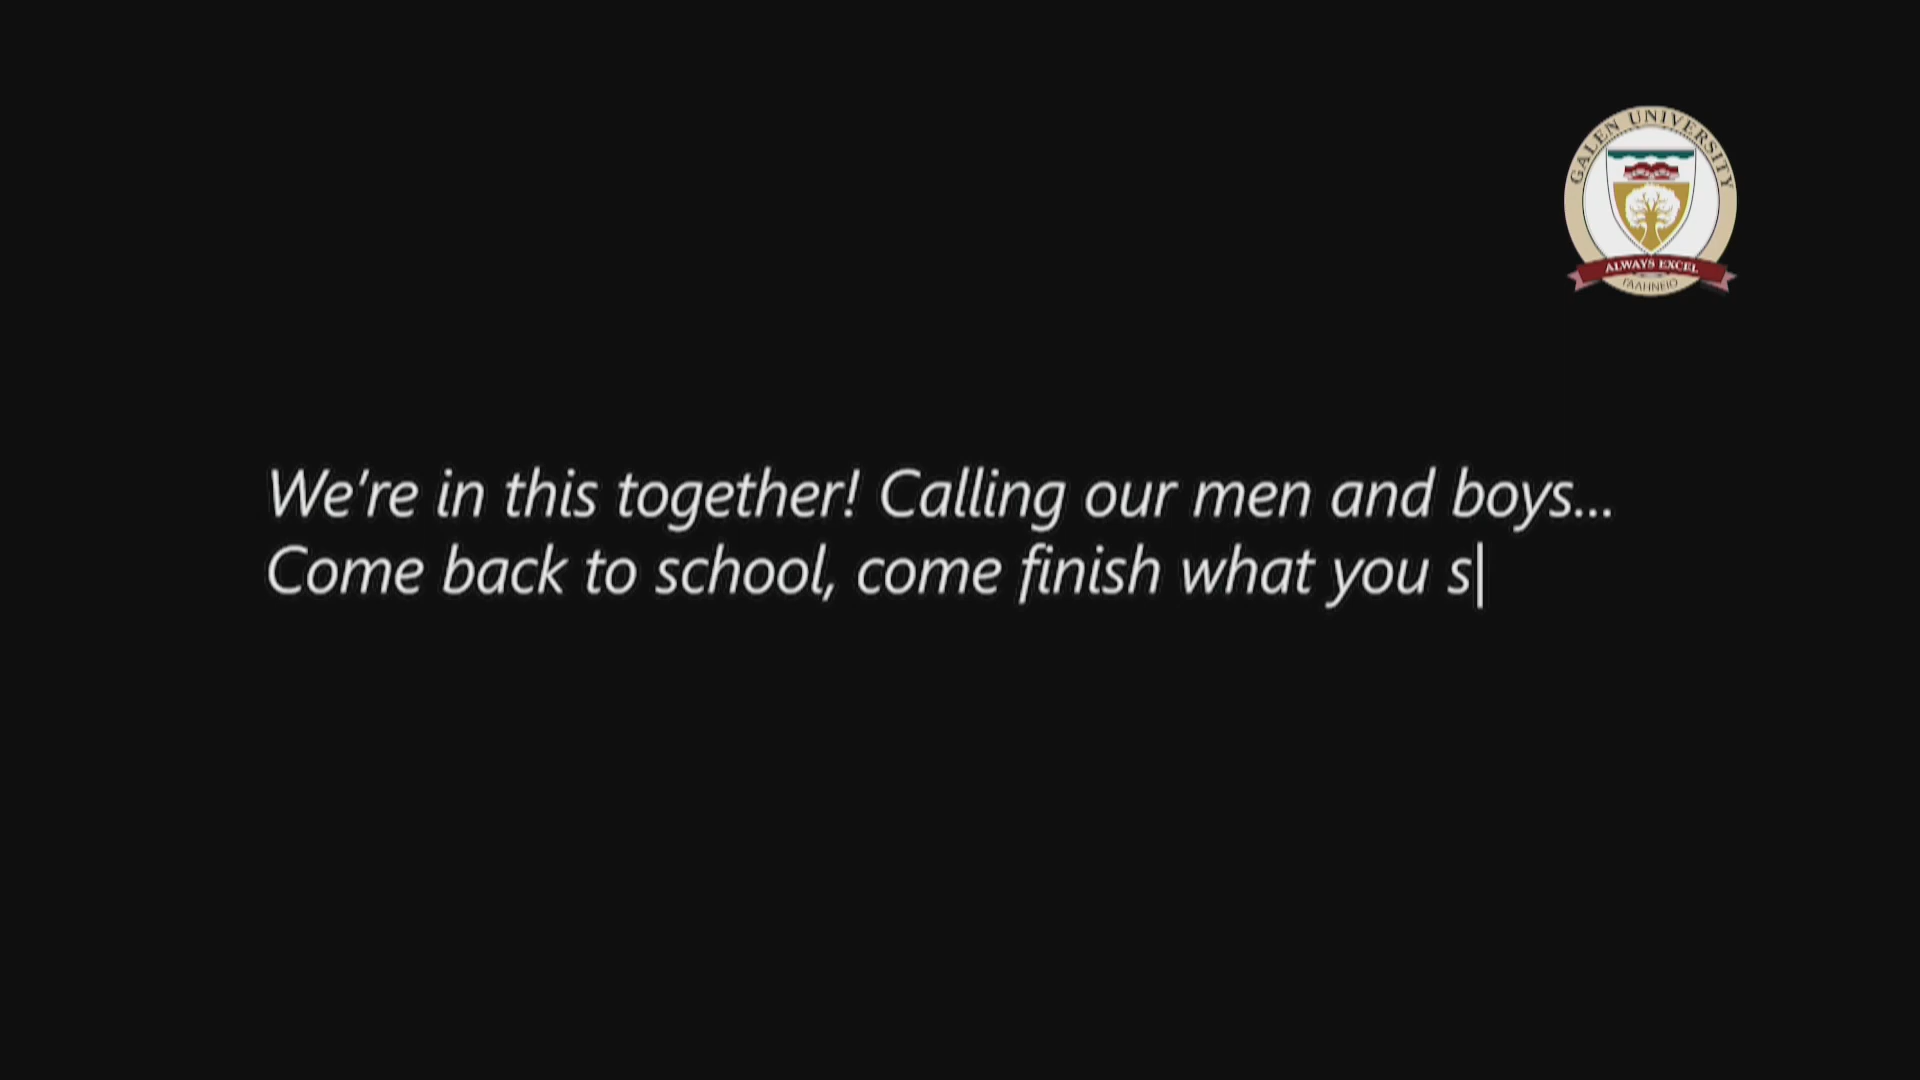 GALEN UNIVERSITY
ALWAYS EXCEL
ΓΑΛΗΝΕΙΟ
We're in this together! Calling our men and boys...
Come back to school, come finish what you s|